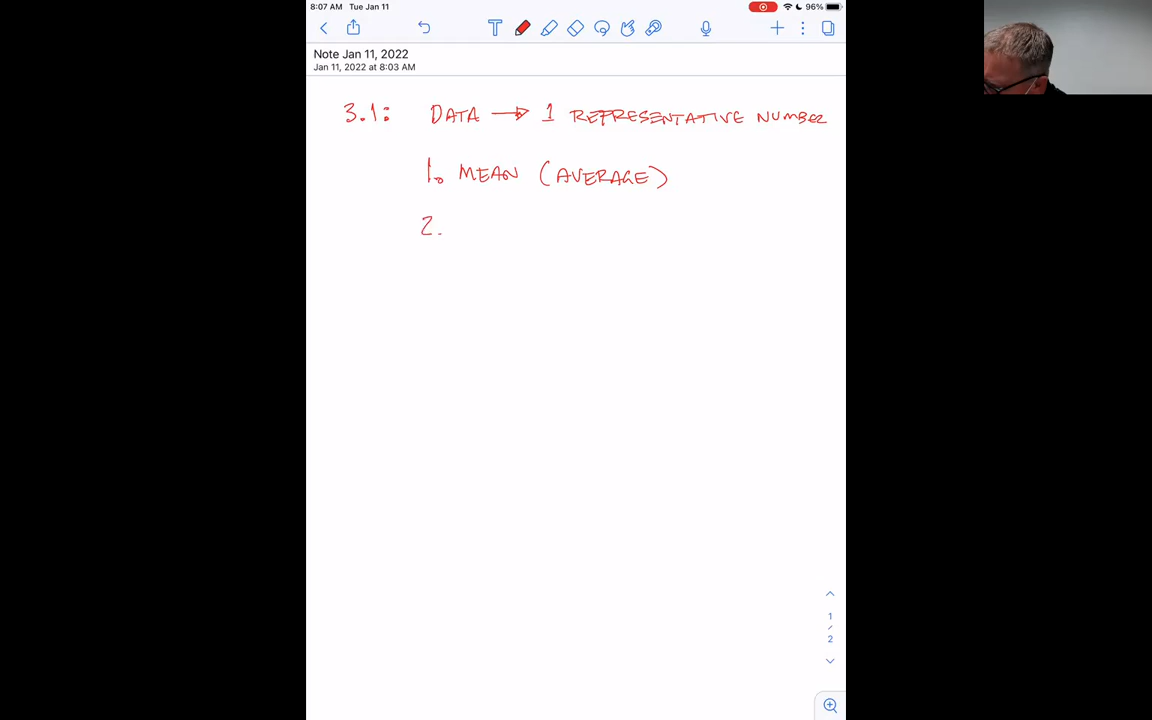 8:07 AM Tue Jan 11 96%
Note Jan 11, 2022
Jan 11, 2022 at 8:03 AM
3.1: DATA → 1 REPRESENTATIVE NUMBER
1. MEAN (AVERAGE)
2.
1
/
2